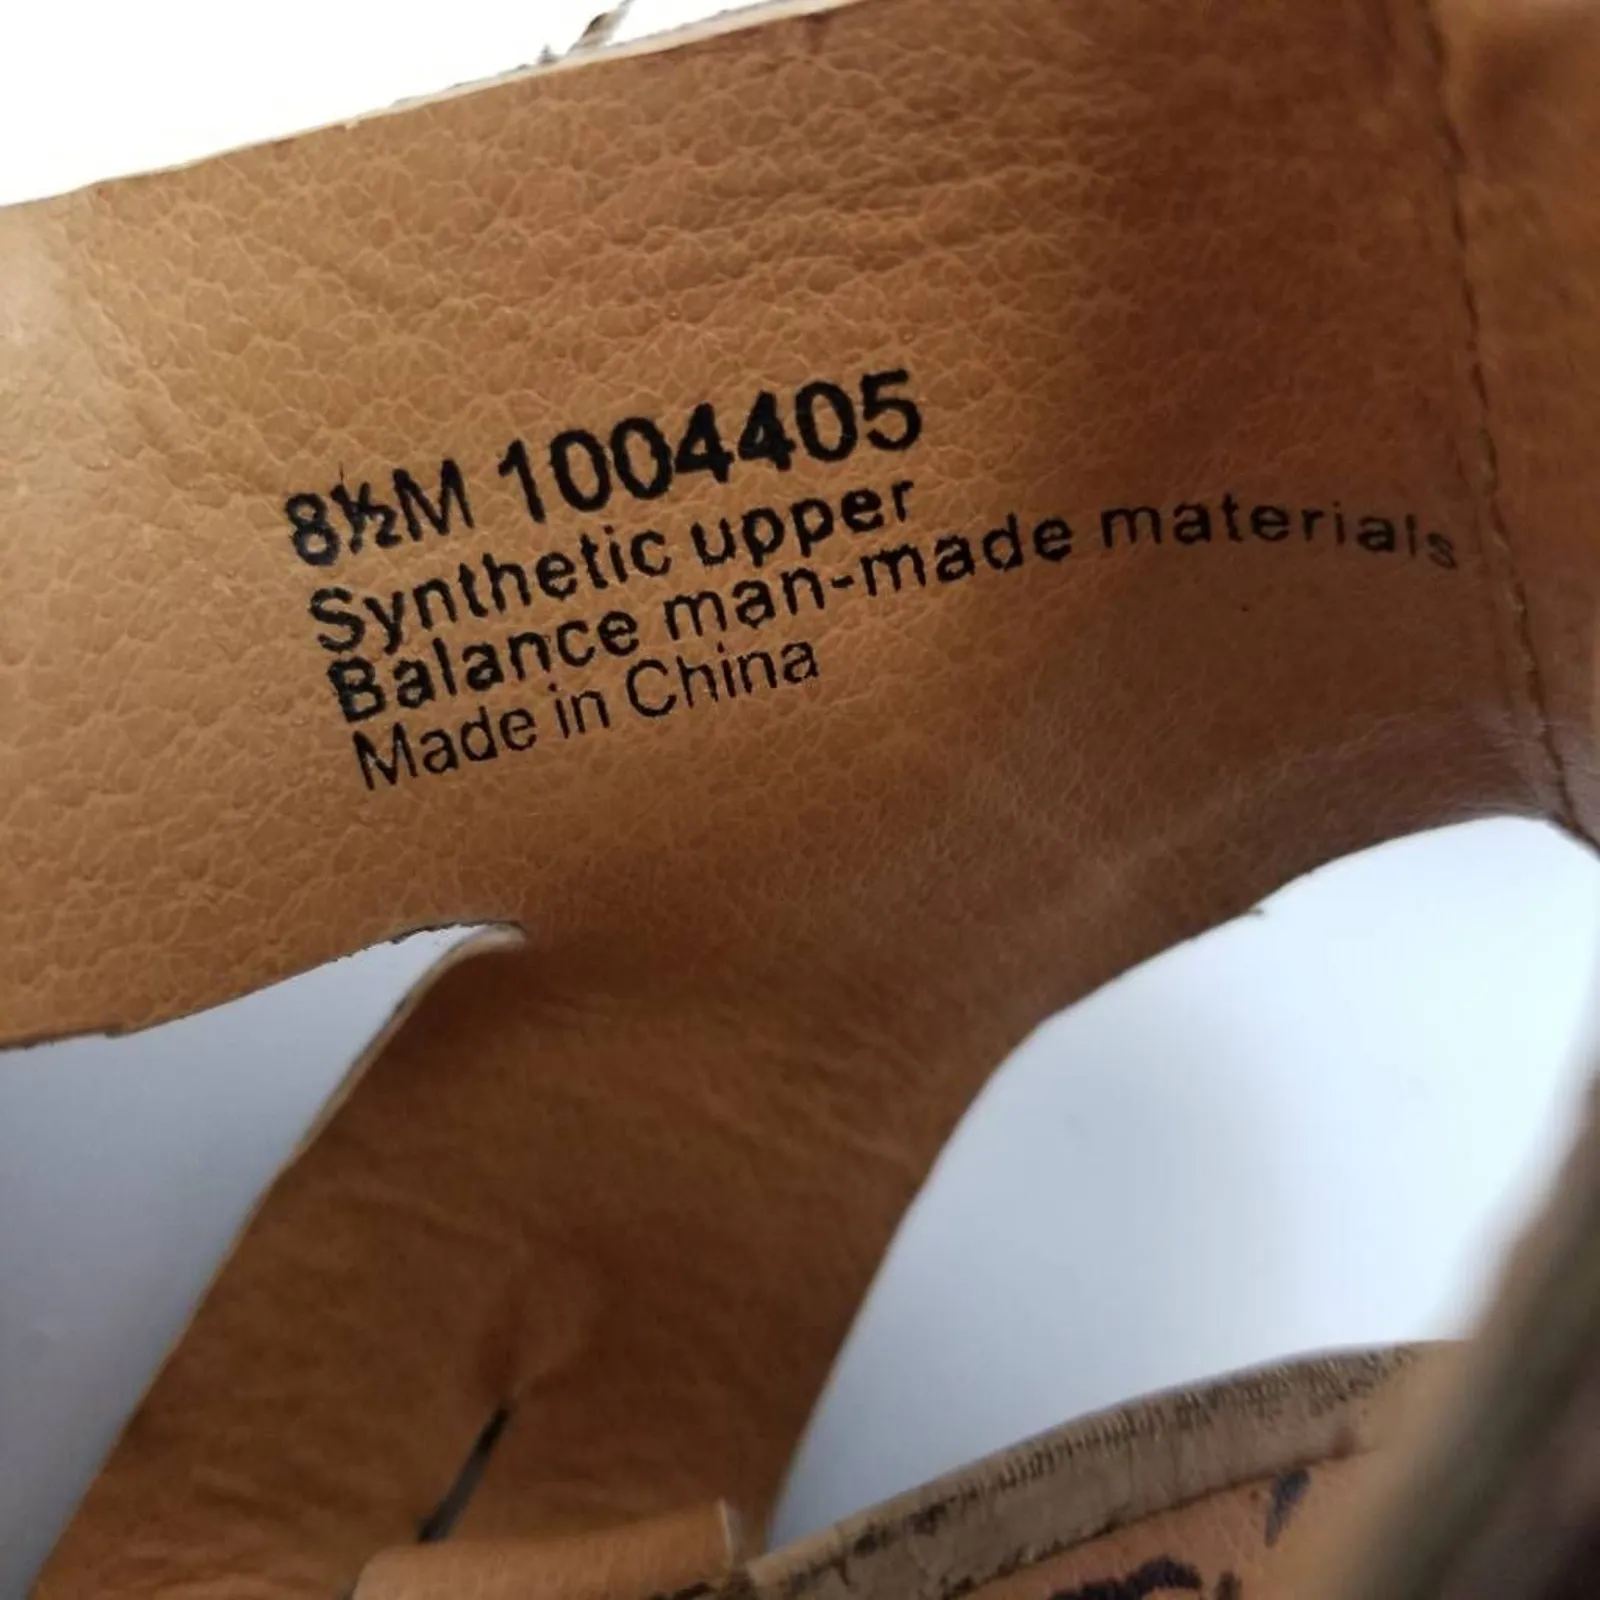 8½M 1004405
Synthetic upper
Balance man-made materials
Made in China